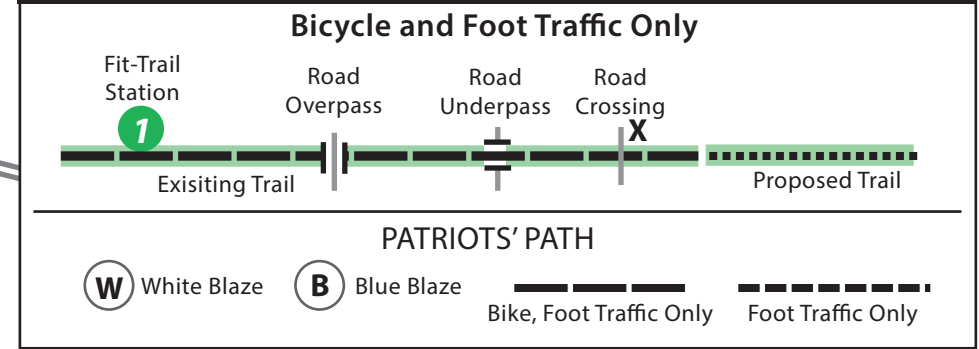 Bicycle and Foot Traffic Only
Fit-Trail
Station
Road
Overpass
Road
Underpass
Road
Crossing
1
X
Exisiting Trail
Proposed Trail
PATRIOTS' PATH
W White Blaze
B Blue Blaze
Bike, Foot Traffic Only
Foot Traffic Only